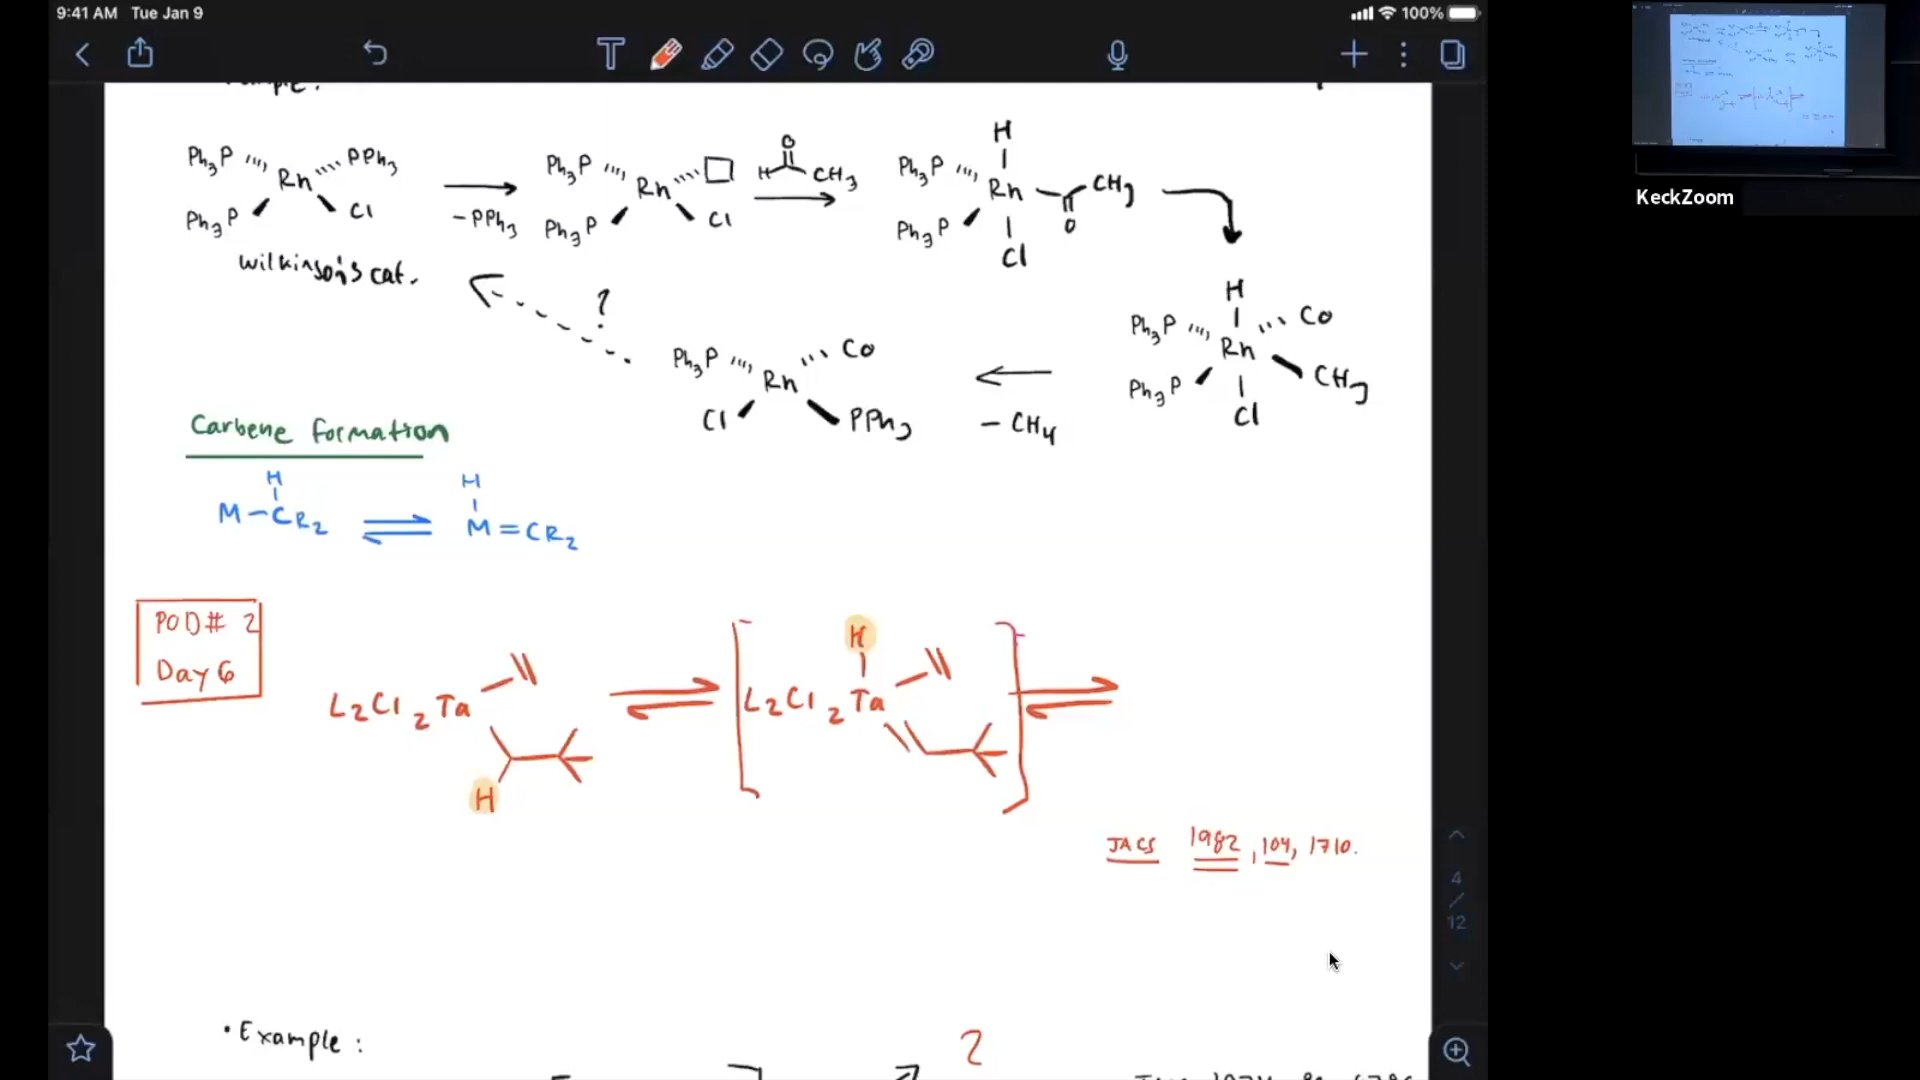 9:41 AM Tue Jan 9
100%
Ph3P PPh3
Rh
Ph3P Cl
Wilkinson's cat.
- PPh3
Ph3P
Rh
Ph3P Cl
O
H CH3
H
Ph3P
Rh CH3
Ph3P O
Cl
H
Ph3P CO
Rh
Ph3P CH3
Cl
- CH4
Ph3P CO
Rh
Cl PPh3
?
Carbene formation
H
M-CR2
H
M=CR2
POD# 2
Day 6
L2Cl2Ta
H
H
L2Cl2Ta
JACS 1982, 104, 1710.
• Example:
?
4
/
12
KeckZoom